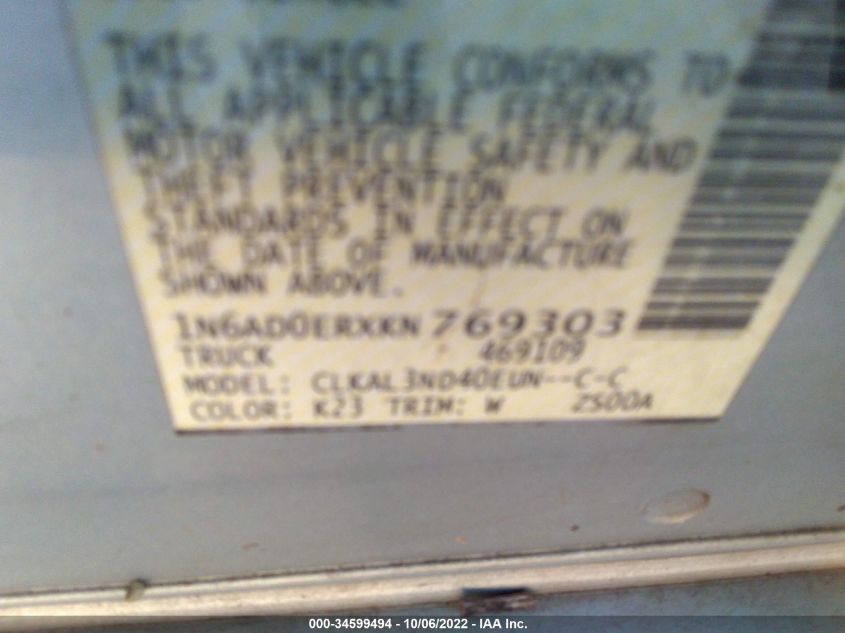 THIS VEHICLE CONFORMS TO
ALL APPLICABLE FEDERAL
MOTOR VEHICLE SAFETY AND
THEFT PREVENTION
STANDARDS IN EFFECT ON
THE DATE OF MANUFACTURE
SHOWN ABOVE.
1N6AD0ERXKN769303
TRUCK 469109
MODEL: CLKAL3ND40EUN--C-C
COLOR: K23 TRIM: W 2S00A
000-34599494 - 10/06/2022 - IAA Inc.